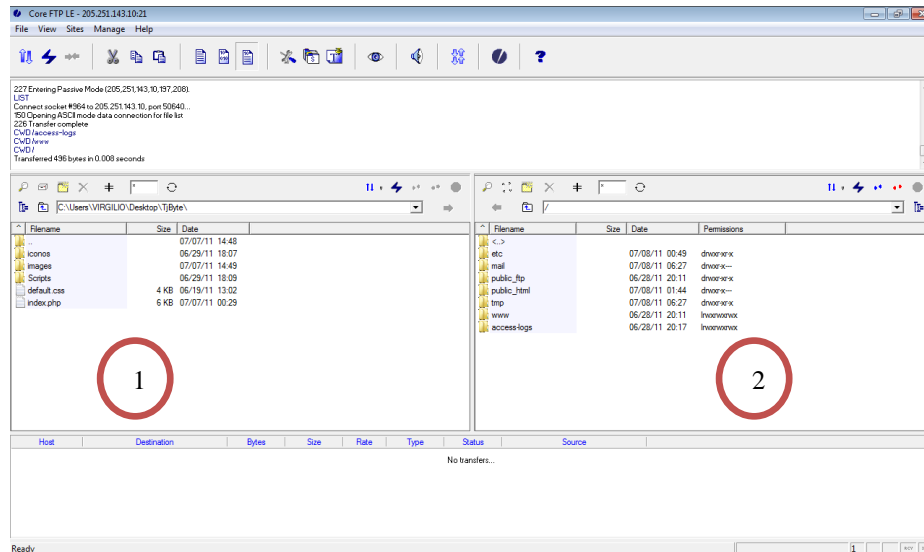 Core FTP LE - 205.251.143.10:21
File View Sites Manage Help
227 Entering Passive Mode (205,251,143,10,197,208).
LIST
Connect socket #964 to 205.251.143.10, port 50640...
150 Opening ASCII mode data connection for file list
226 Transfer complete
CWD /access-logs
CWD /www
CWD /
Transferred 496 bytes in 0.008 seconds
C:\Users\VIRGILIO\Desktop\TjByte\
/
^ Filename Size Date
.. 07/07/11 14:48
iconos 06/29/11 18:07
images 07/07/11 14:49
Scripts 06/29/11 18:09
default.css 4 KB 06/19/11 13:02
index.php 6 KB 07/07/11 00:29
1
^ Filename Size Date Permissions
<..>
etc 07/08/11 00:49 drwxr-xr-x
mail 07/08/11 06:27 drwxr-x---
public_ftp 06/28/11 20:11 drwxr-xr-x
public_html 07/08/11 01:44 drwxr-x---
tmp 07/08/11 06:27 drwxr-xr-x
www 06/28/11 20:11 lrwxrwxrwx
access-logs 06/28/11 20:17 lrwxrwxrwx
2
Host Destination Bytes Size Rate Type Status Source
No transfers...
Ready 1